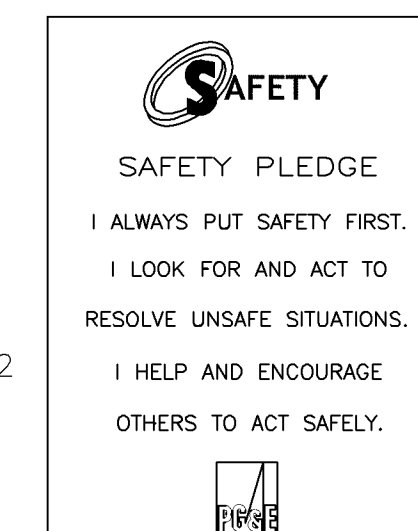 SAFETY
SAFETY PLEDGE
I ALWAYS PUT SAFETY FIRST.
I LOOK FOR AND ACT TO
RESOLVE UNSAFE SITUATIONS.
2
I HELP AND ENCOURAGE
OTHERS TO ACT SAFELY.
PG&E